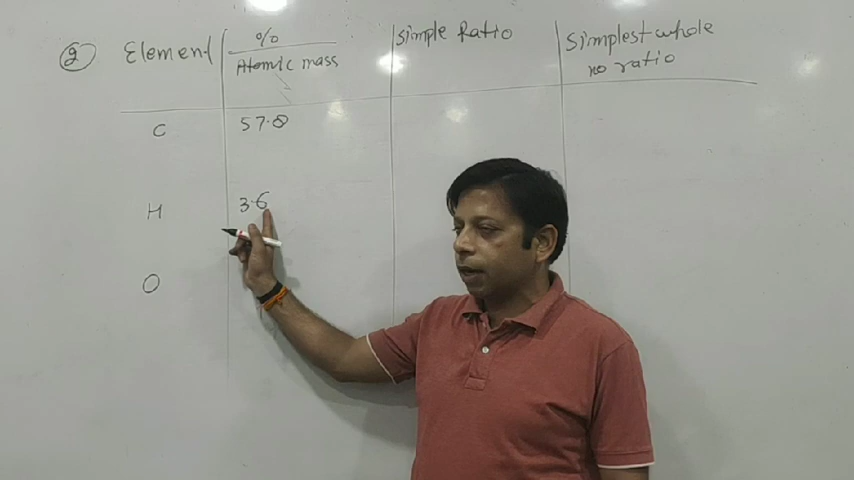 2 Element % Simple Ratio Simplest whole
Atomic mass no ratio
C 57.8
H 3.6
O